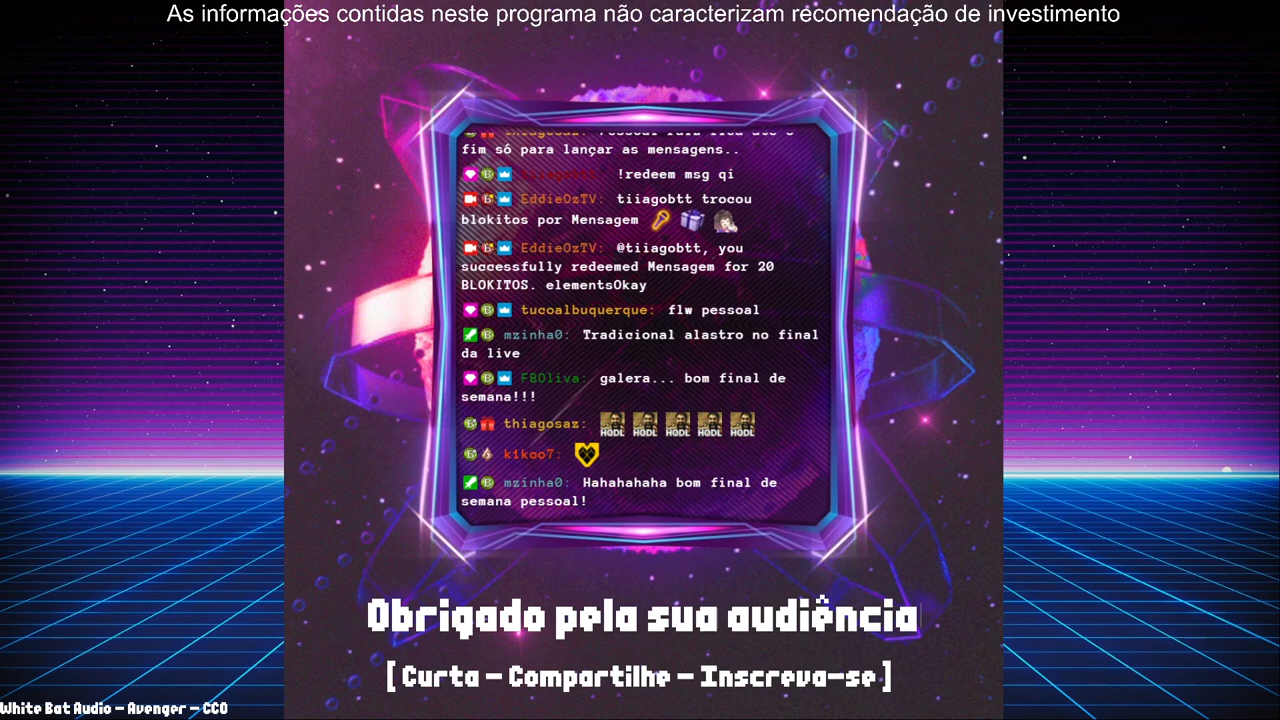 As informações contidas neste programa não caracterizam recomendação de investimento
fim só para lançar as mensagens..
!redeem msg qi
EddieOzTV: tiiagobtt trocou
blokitos por Mensagem
EddieOzTV: @tiiagobtt, you
successfully redeemed Mensagem for 20
BLOKITOS. elementsOkay
tucoalbuquerque: flw pessoal
mzinha0: Tradicional alastro no final
da live
FBOliva: galera... bom final de
semana!!!
thiagosaz: HODL HODL HODL HODL HODL
kikoo7:
mzinha0: Hahahahaha bom final de
semana pessoal!
Obrigado pela sua audiência
[ Curta - Compartilhe - Inscreva-se ]
White Bat Audio - Avenger - CC0